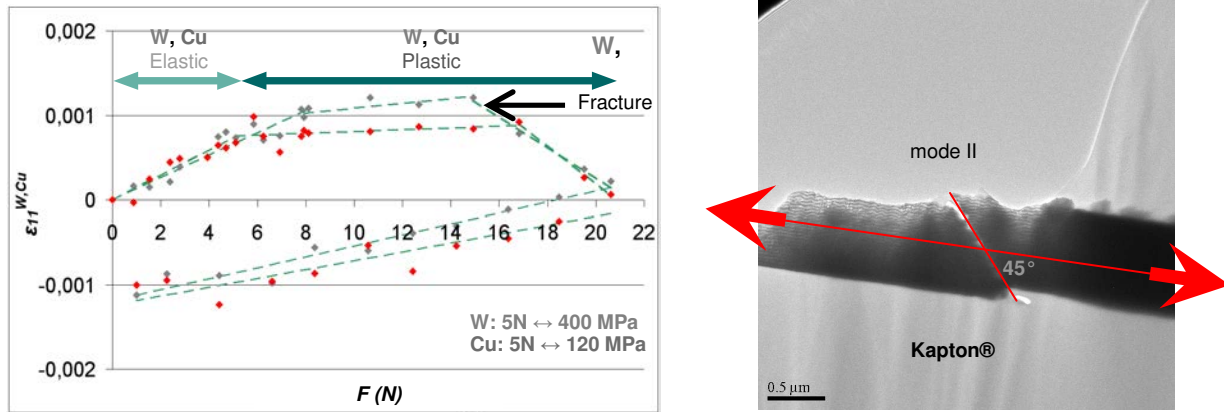 0,002
0,001
0
-0,001
-0,002
ε11^W,Cu
W, Cu
Elastic
W, Cu
Plastic
W,
Fracture
0 2 4 6 8 10 12 14 16 18 20 22
W: 5N ↔ 400 MPa
Cu: 5N ↔ 120 MPa
F (N)
mode II
45°
Kapton®
0.5 µm